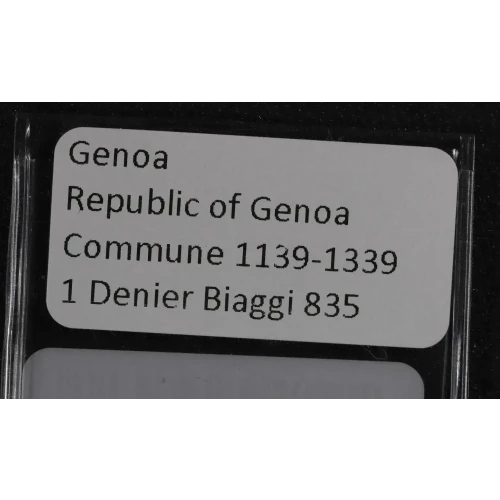 Genoa
Republic of Genoa
Commune 1139-1339
1 Denier Biaggi 835